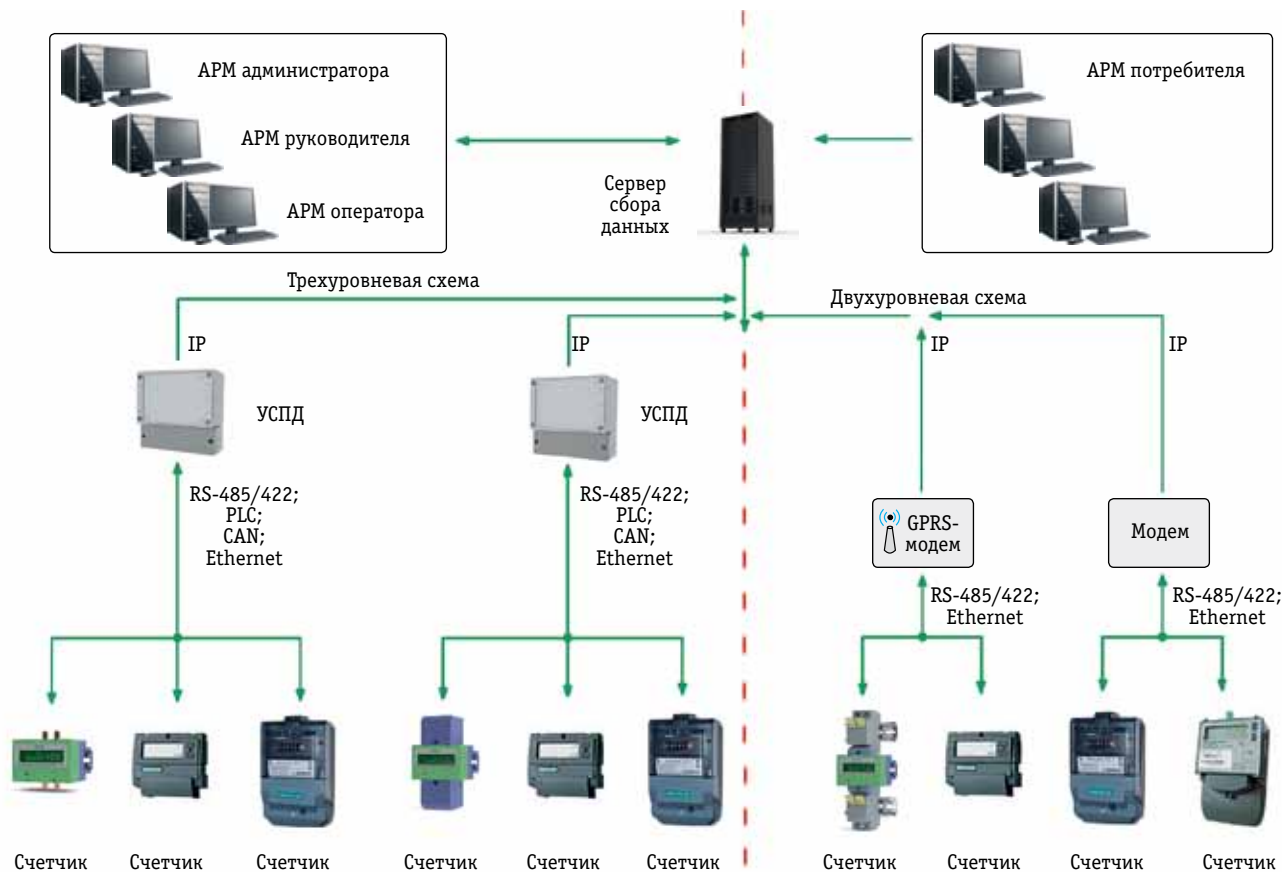 АРМ администратора
АРМ руководителя
АРМ оператора
АРМ потребителя
Сервер
сбора
данных
Трехуровневая схема
Двухуровневая схема
IP
IP
IP
IP
УСПД
УСПД
RS-485/422;
PLC;
CAN;
Ethernet
RS-485/422;
PLC;
CAN;
Ethernet
GPRS-
модем
Модем
RS-485/422;
Ethernet
RS-485/422;
Ethernet
Счетчик
Счетчик
Счетчик
Счетчик
Счетчик
Счетчик
Счетчик
Счетчик
Счетчик
Счетчик